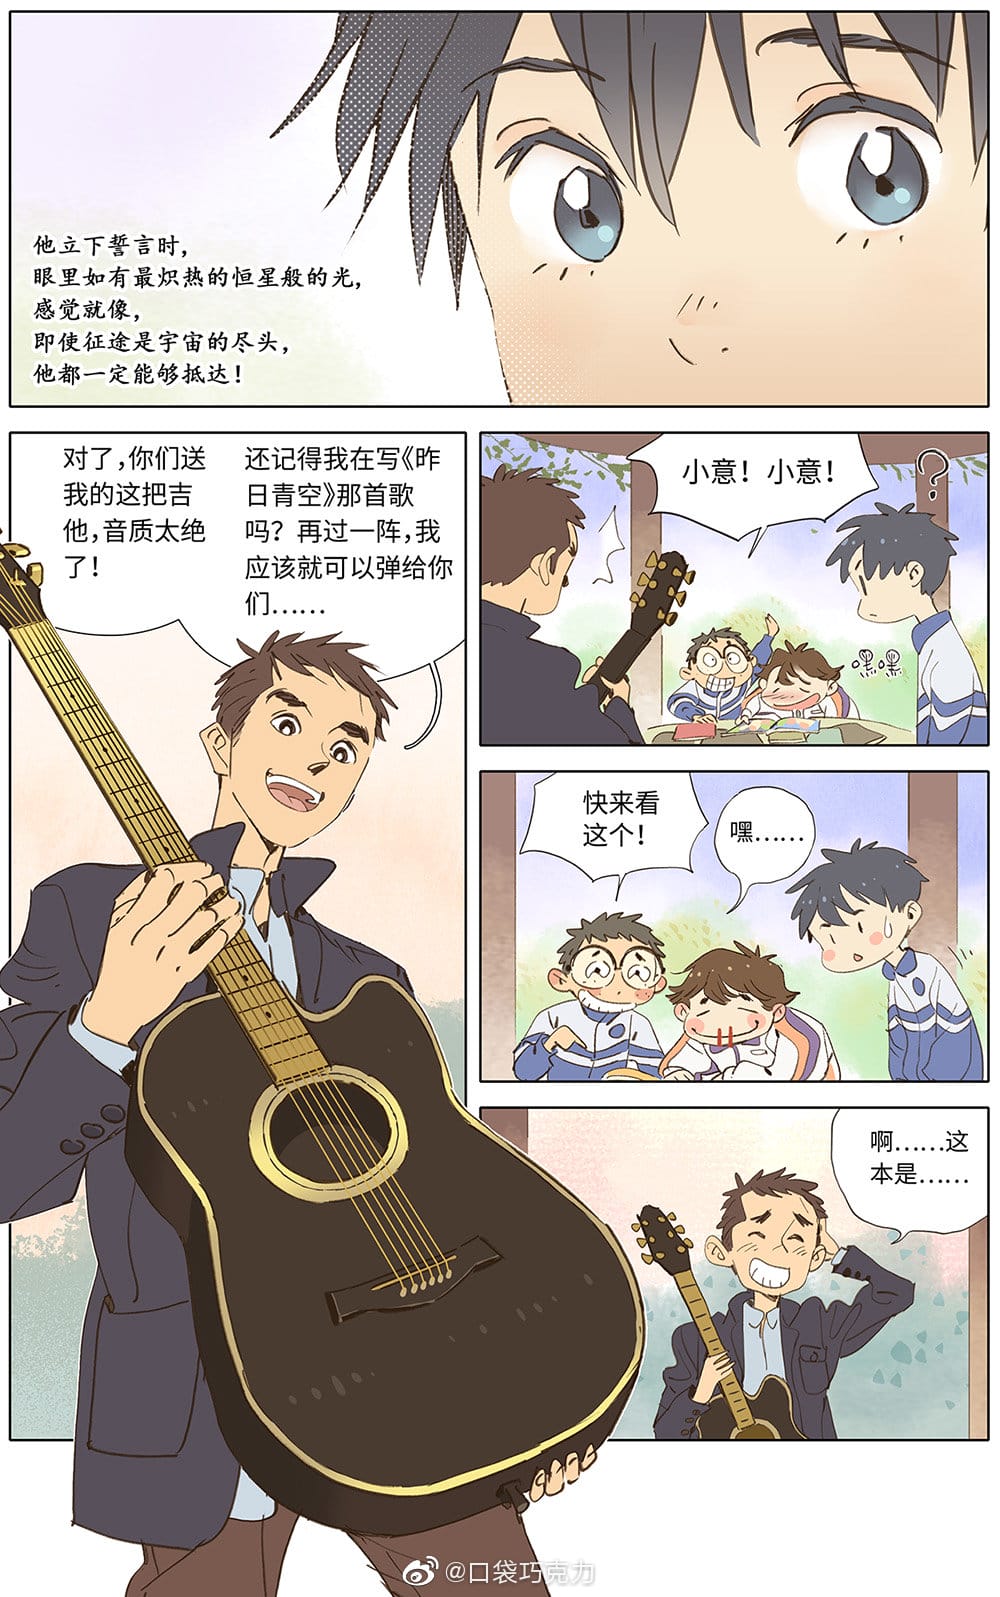 他立下誓言时，
眼里如有最炽热的恒星般的光，
感觉就像，
即使征途是宇宙的尽头，
他都一定能够抵达！
对了，你们送
我的这把吉
他，音质太绝
了！
还记得我在写《昨
日青空》那首歌
吗？再过一阵，我
应该就可以弹给你
们……
小意！小意！
？
嘿嘿
快来看
这个！
嘿……
啊……这
本是……
@口袋巧克力